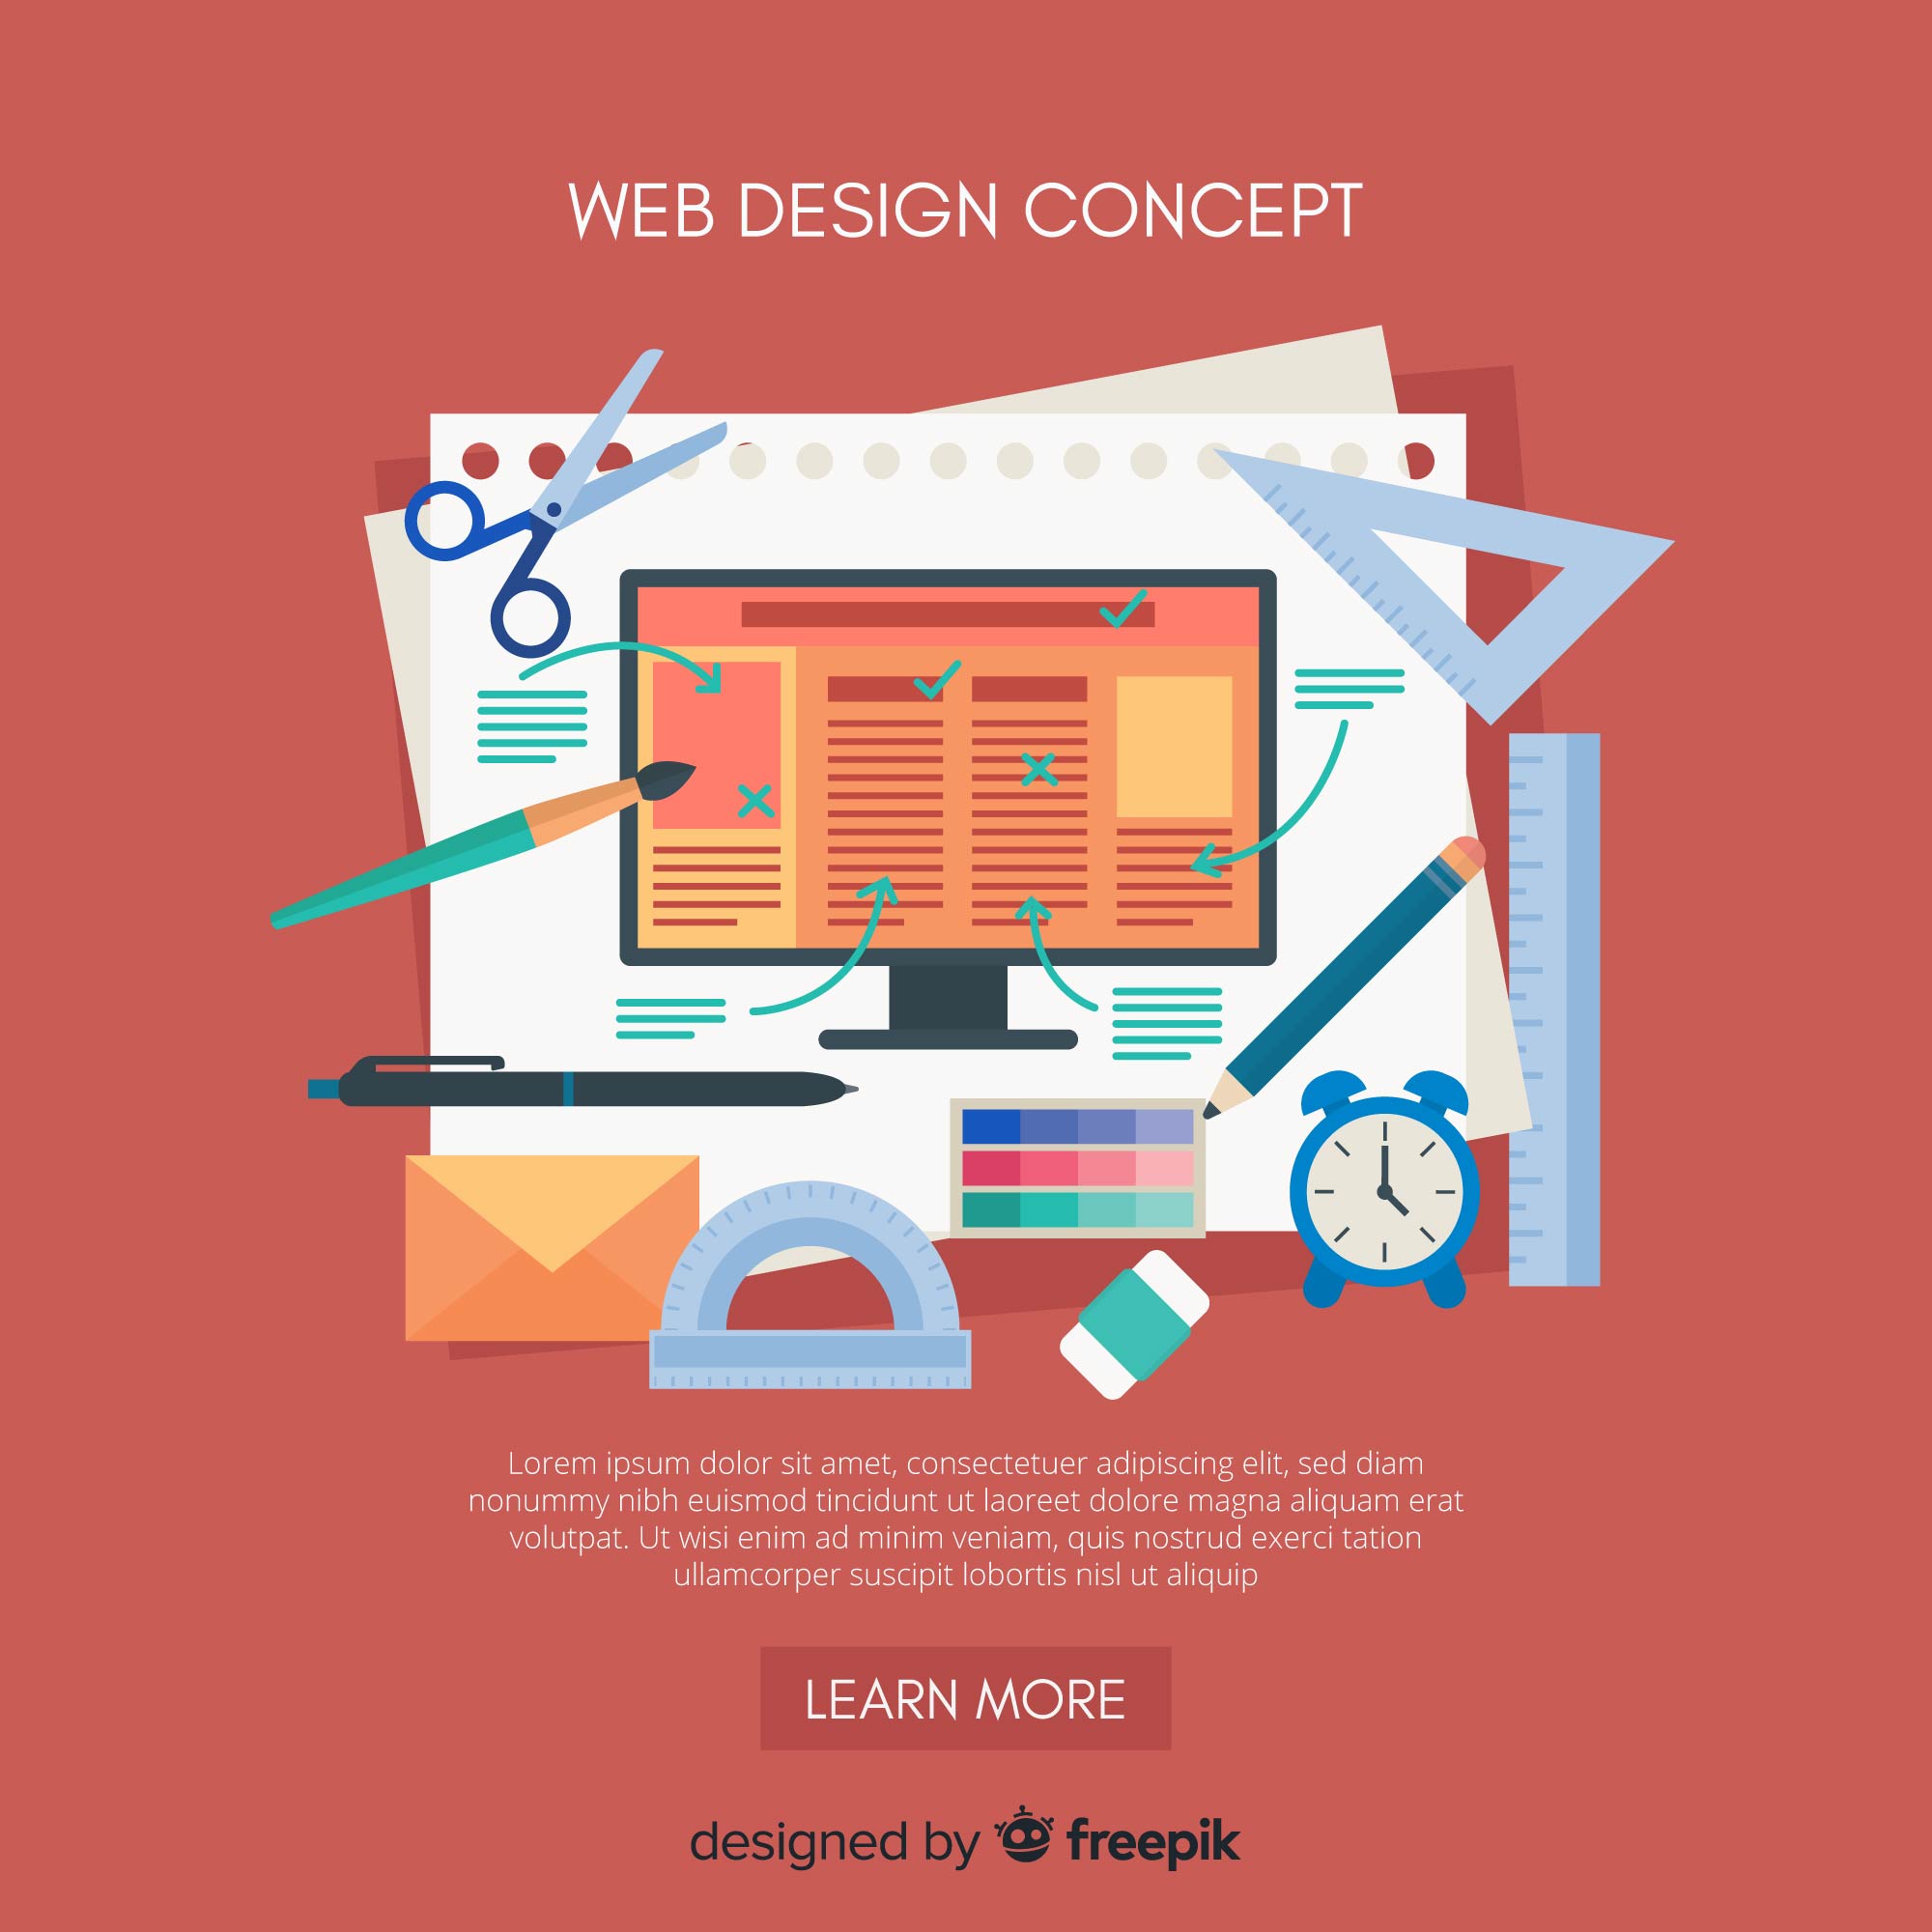 WEB DESIGN CONCEPT
Lorem ipsum dolor sit amet, consectetuer adipiscing elit, sed diam
nonummy nibh euismod tincidunt ut laoreet dolore magna aliquam erat
volutpat. Ut wisi enim ad minim veniam, quis nostrud exerci tation
ullamcorper suscipit lobortis nisl ut aliquip
LEARN MORE
designed by freepik